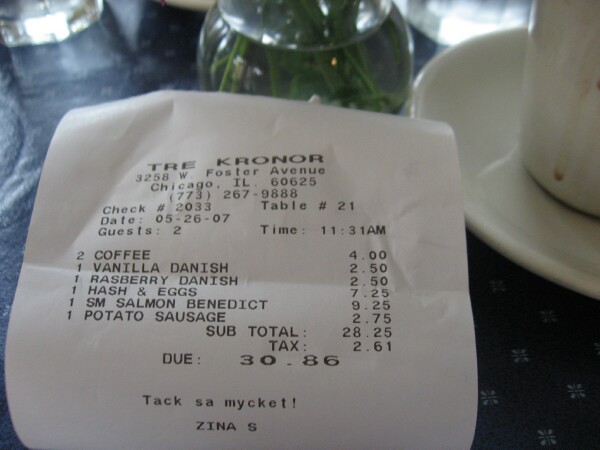 TRE KRONOR
3258 W. Foster Avenue
Chicago, IL. 60625
(773) 267-9888
Check # 2033 Table # 21
Date: 05-26-07
Guests: 2 Time: 11:31AM
2 COFFEE 4.00
1 VANILLA DANISH 2.50
1 RASBERRY DANISH 2.50
1 HASH & EGGS 7.25
1 SM SALMON BENEDICT 9.25
1 POTATO SAUSAGE 2.75
SUB TOTAL: 28.25
TAX: 2.61
DUE: 30.86
Tack sa mycket!
ZINA S